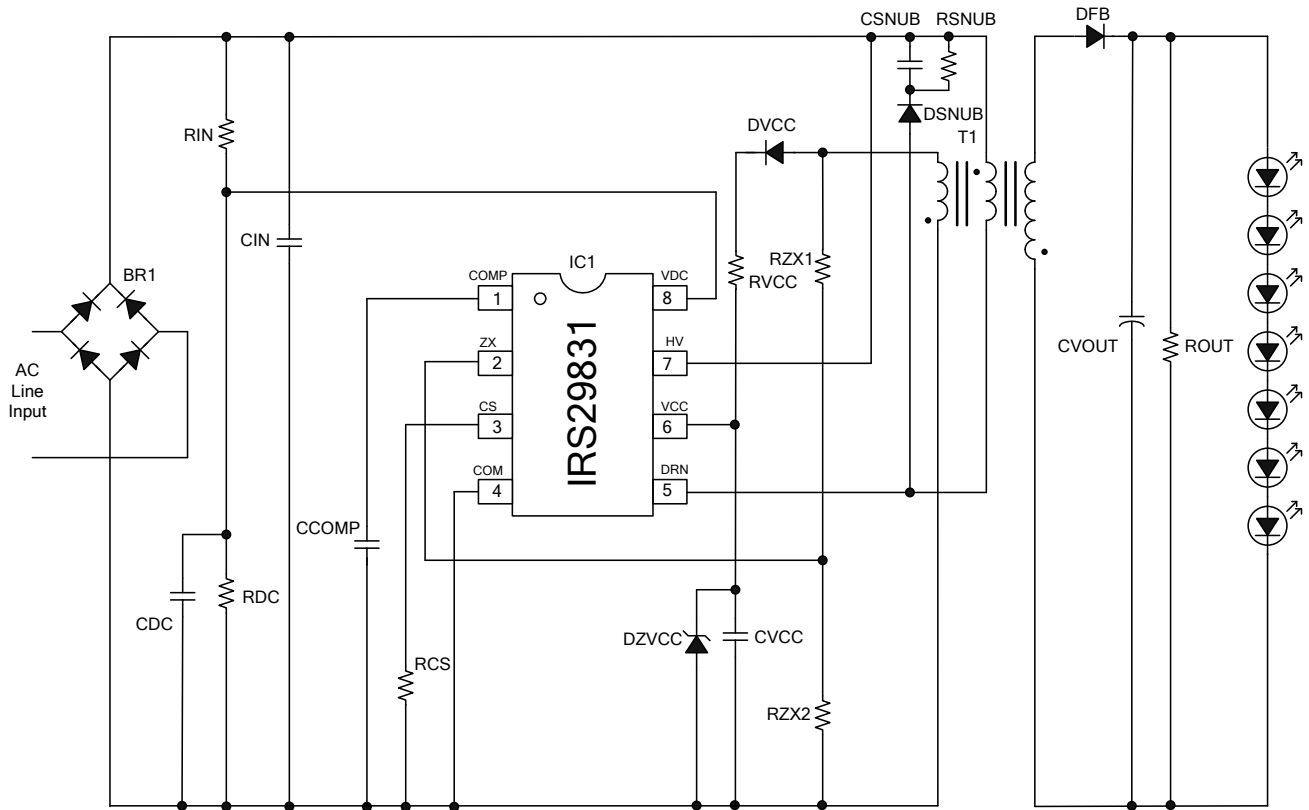 CSNUB
RSNUB
DFB
RIN
DSNUB
DVCC
T1
CIN
BR1
IC1
COMP
VDC
RZX1
RVCC
1
8
ZX
HV
2
7
IRS29831
CVOUT
ROUT
AC
Line
Input
CS
VCC
3
6
COM
DRN
4
5
CCOMP
RDC
CDC
DZVCC
CVCC
RCS
RZX2